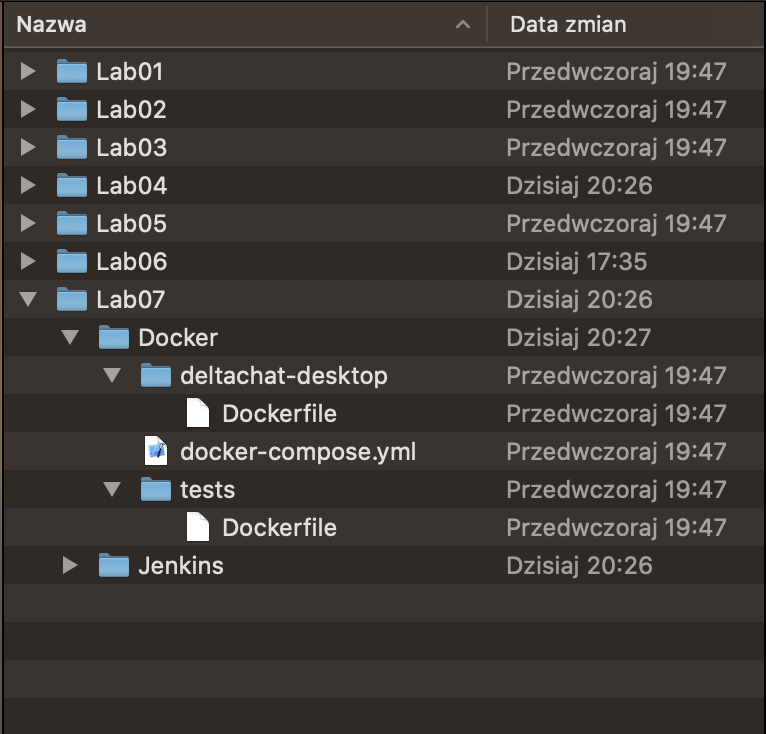 Nazwa Data zmian
Lab01 Przedwczoraj 19:47
Lab02 Przedwczoraj 19:47
Lab03 Przedwczoraj 19:47
Lab04 Dzisiaj 20:26
Lab05 Przedwczoraj 19:47
Lab06 Dzisiaj 17:35
Lab07 Dzisiaj 20:26
Docker Dzisiaj 20:27
deltachat-desktop Przedwczoraj 19:47
Dockerfile Przedwczoraj 19:47
docker-compose.yml Przedwczoraj 19:47
tests Przedwczoraj 19:47
Dockerfile Przedwczoraj 19:47
Jenkins Dzisiaj 20:26